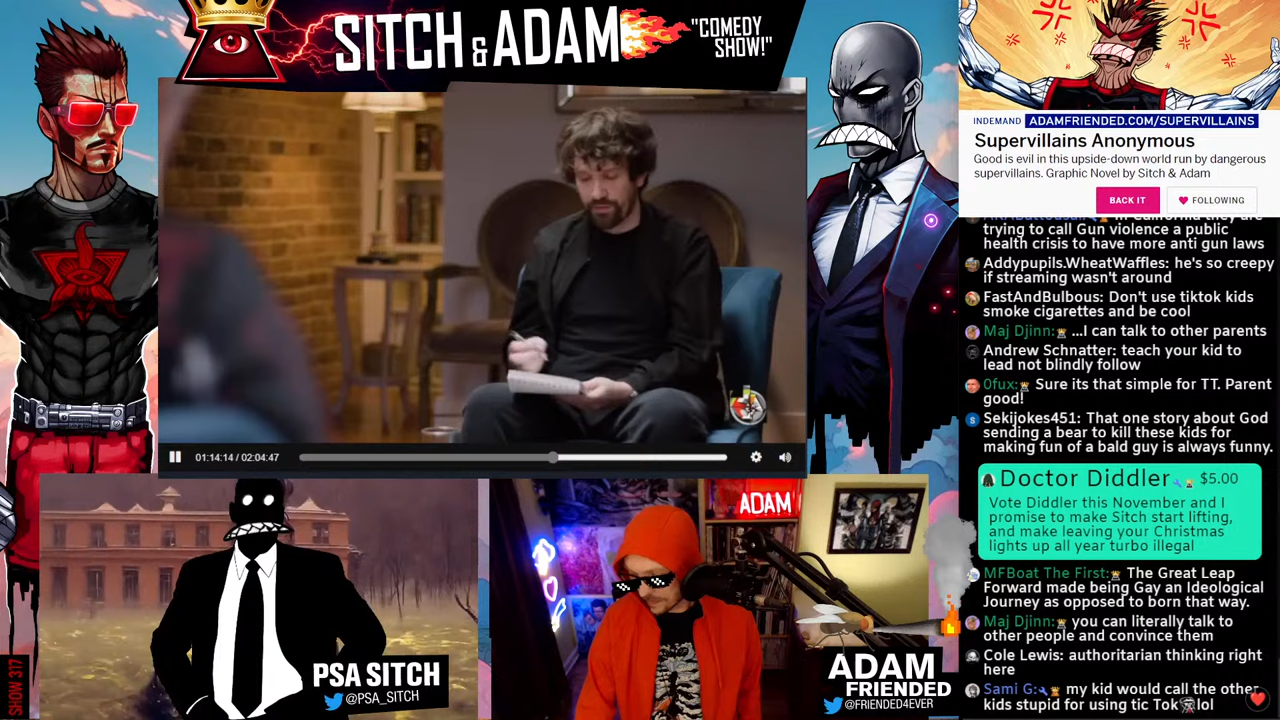 SITCH & ADAM
"COMEDY
SHOW!"
INDEMAND ADAMFRIENDED.COM/SUPERVILLAINS
Supervillains Anonymous
Good is evil in this upside-down world run by dangerous
supervillains. Graphic Novel by Sitch & Adam
BACK IT
FOLLOWING
trying to call Gun violence a public
health crisis to have more anti gun laws
Addypupils.WheatWaffles: he's so creepy
if streaming wasn't around
FastAndBulbous: Don't use tiktok kids
smoke cigarettes and be cool
Maj Djinn: ...I can talk to other parents
Andrew Schnatter: teach your kid to
lead not blindly follow
0fux: Sure its that simple for TT. Parent
good!
Sekijokes451: That one story about God
sending a bear to kill these kids for
making fun of a bald guy is always funny.
Doctor Diddler $5.00
Vote Diddler this November and I
promise to make Sitch start lifting,
and make leaving your Christmas
lights up all year turbo illegal
MFBoat The First: The Great Leap
Forward made being Gay an Ideological
Journey as opposed to born that way.
Maj Djinn: you can literally talk to
other people and convince them
Cole Lewis: authoritarian thinking right
here
Sami G: my kid would call the other
kids stupid for using tic Tok lol
01:14:14 / 02:04:47
ADAM
PSA SITCH
@PSA_SITCH
ADAM
FRIENDED
@FRIENDED4EVER
SHOW 317